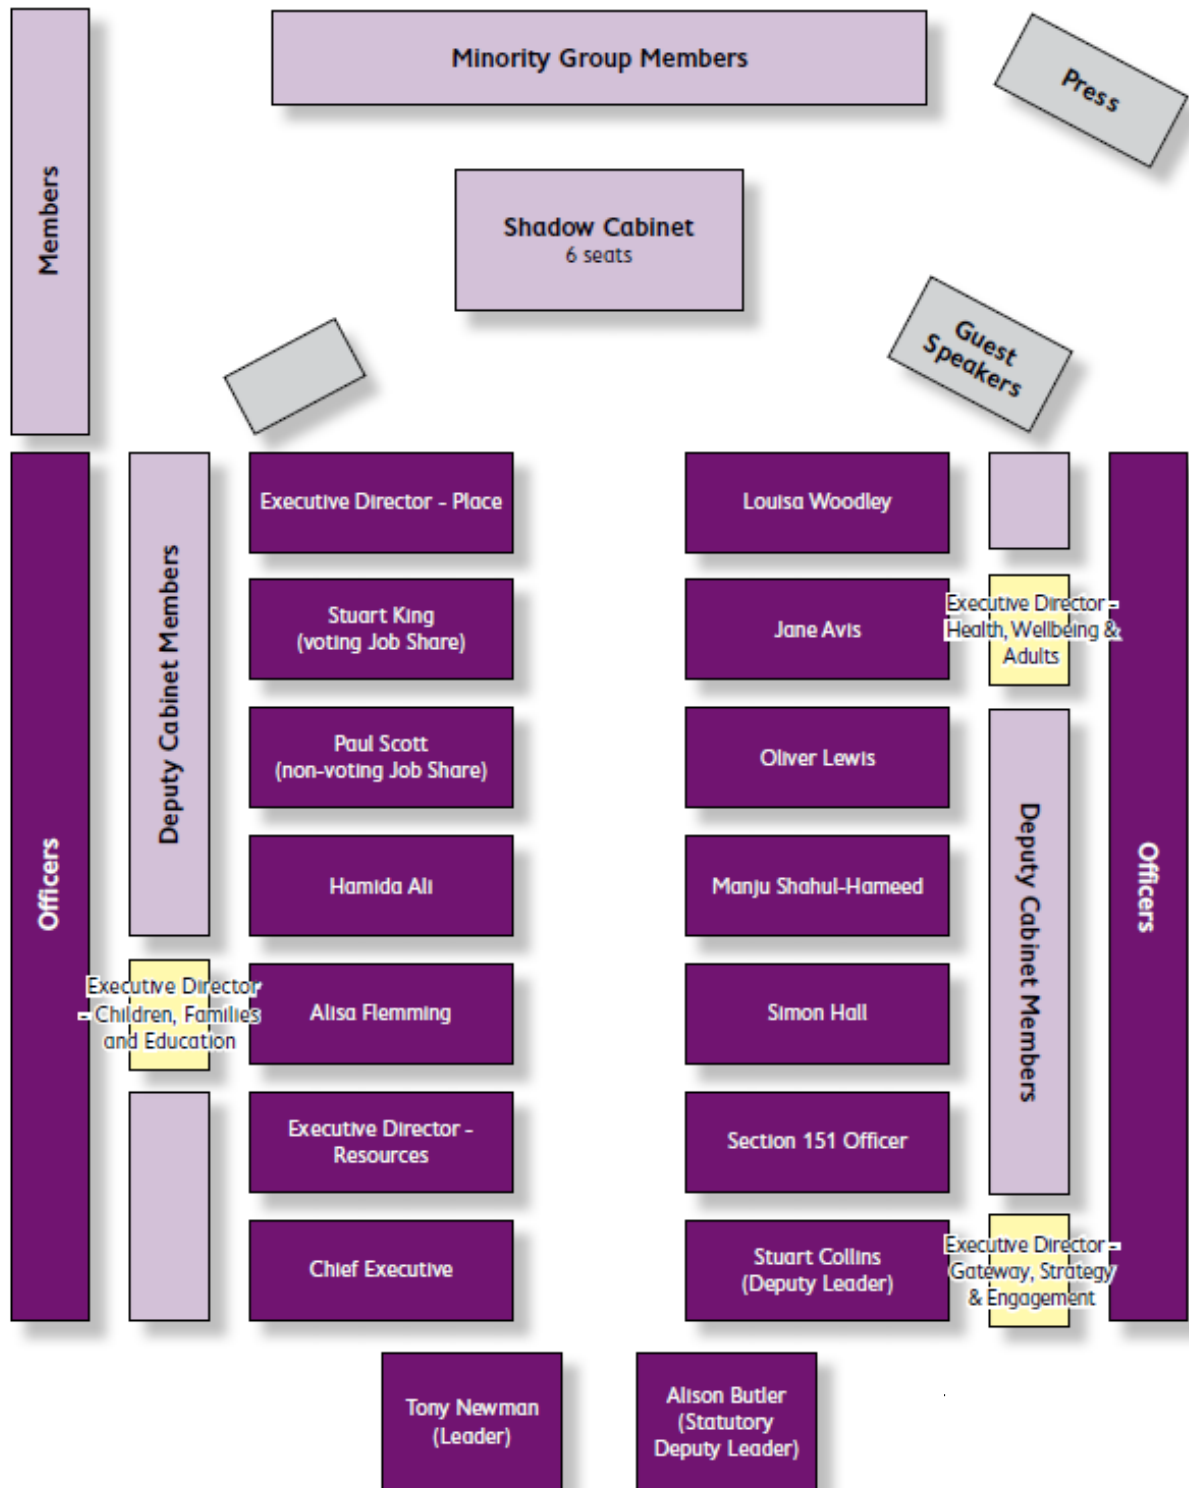 Minority Group Members
Press
Members
Shadow Cabinet
6 seats
Guest
Speakers
Officers
Deputy Cabinet Members
Executive Director - Place
Stuart King
(voting Job Share)
Paul Scott
(non-voting Job Share)
Hamida Ali
Executive Director
- Children, Families
and Education
Alisa Flemming
Executive Director -
Resources
Chief Executive
Louisa Woodley
Jane Avis
Executive Director -
Health, Wellbeing &
Adults
Oliver Lewis
Manju Shahul-Hameed
Simon Hall
Section 151 Officer
Stuart Collins
(Deputy Leader)
Deputy Cabinet Members
Executive Director -
Gateway, Strategy
& Engagement
Officers
Tony Newman
(Leader)
Alison Butler
(Statutory
Deputy Leader)